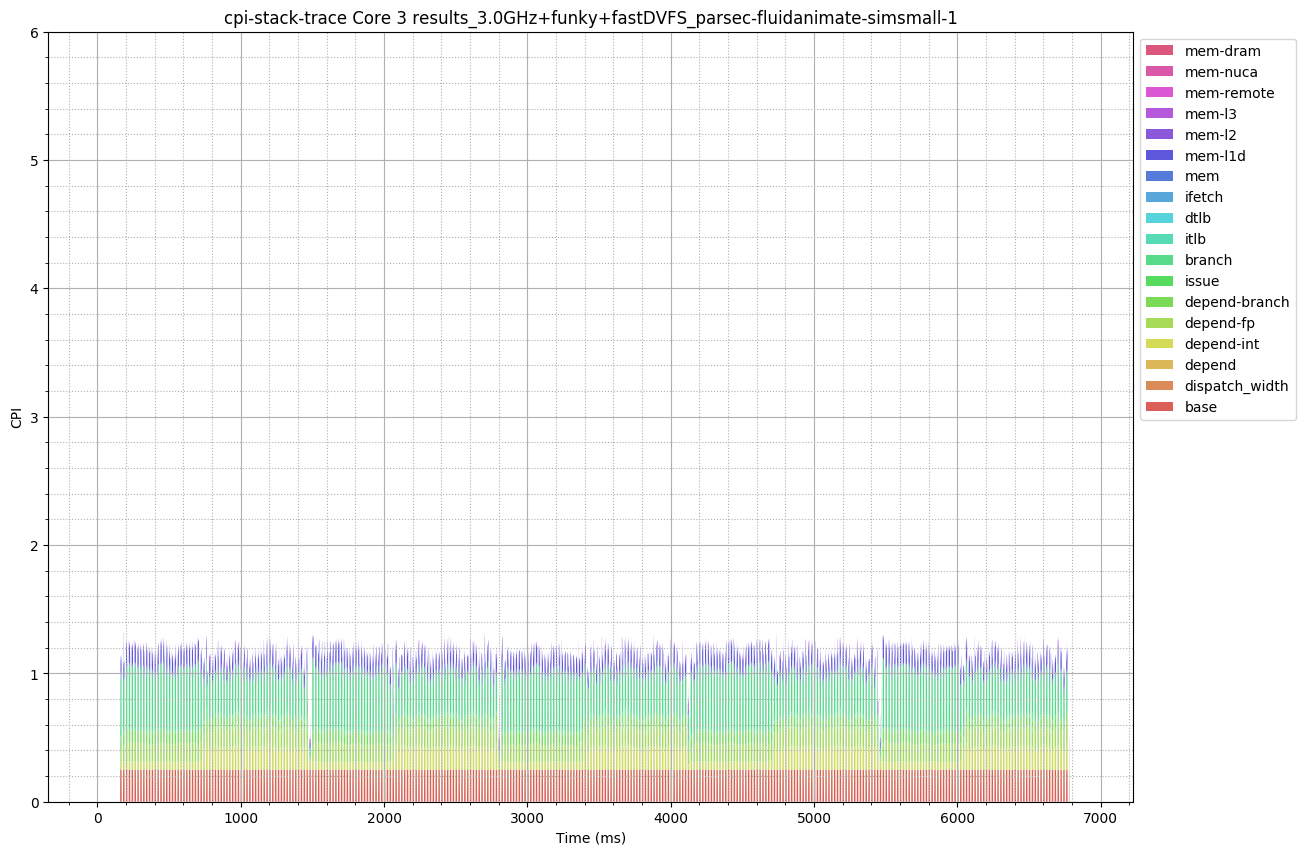 cpi-stack-trace Core 3 results_3.0GHz+funky+fastDVFS_parsec-fluidanimate-simsmall-1
6
5
4
3
2
1
0
CPI
0 1000 2000 3000 4000 5000 6000 7000
Time (ms)
mem-dram
mem-nuca
mem-remote
mem-l3
mem-l2
mem-l1d
mem
ifetch
dtlb
itlb
branch
issue
depend-branch
depend-fp
depend-int
depend
dispatch_width
base